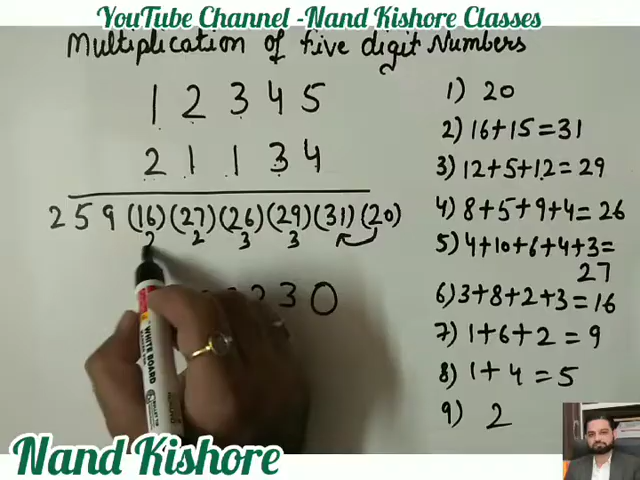 YouTube Channel -Nand Kishore Classes
Multiplication of five digit Numbers
1 2 3 4 5
2 1 1 3 4
2 5 9 (16) (27) (26) (29) (31) (20)
2 2 3 3
2 3 0
1) 20
2) 16+15=31
3) 12+5+12=29
4) 8+5+9+4=26
5) 4+10+6+4+3=
27
6) 3+8+2+3=16
7) 1+6+2=9
8) 1+4=5
9) 2
WHITE BOARD
Nand Kishore